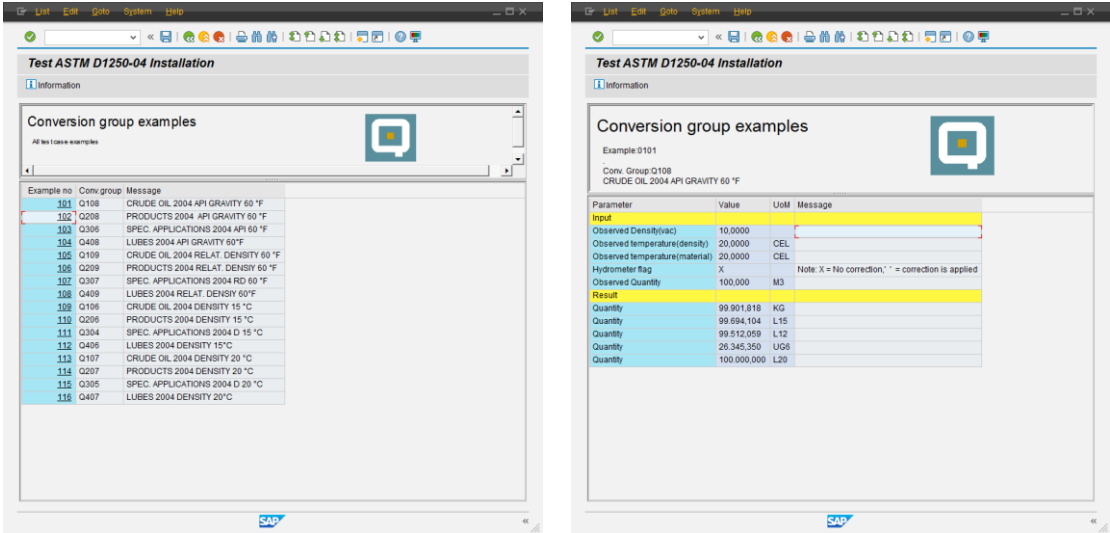 List Edit Goto System Help
Test ASTM D1250-04 Installation
Information
Conversion group examples
All test case examples
Example no Conv.group Message
101 Q108 CRUDE OIL 2004 API GRAVITY 60 °F
102 Q208 PRODUCTS 2004 API GRAVITY 60 °F
103 Q306 SPEC. APPLICATIONS 2004 API 60 °F
104 Q408 LUBES 2004 API GRAVITY 60°F
105 Q109 CRUDE OIL 2004 RELAT. DENSITY 60 °F
106 Q209 PRODUCTS 2004 RELAT. DENSIY 60 °F
107 Q307 SPEC. APPLICATIONS 2004 RD 60 °F
108 Q409 LUBES 2004 RELAT. DENSIY 60°F
109 Q106 CRUDE OIL 2004 DENSITY 15 °C
110 Q206 PRODUCTS 2004 DENSITY 15 °C
111 Q304 SPEC. APPLICATIONS 2004 D 15 °C
112 Q406 LUBES 2004 DENSITY 15°C
113 Q107 CRUDE OIL 2004 DENSITY 20 °C
114 Q207 PRODUCTS 2004 DENSITY 20 °C
115 Q305 SPEC. APPLICATIONS 2004 D 20 °C
116 Q407 LUBES 2004 DENSITY 20°C
SAP
List Edit Goto System Help
Test ASTM D1250-04 Installation
Information
Conversion group examples
Example:0101
.
Conv. Group:Q108
CRUDE OIL 2004 API GRAVITY 60 °F
Parameter Value UoM Message
Input
Observed Density(vac) 10,0000
Observed temperature(density) 20,0000 CEL
Observed temperature(material) 20,0000 CEL
Hydrometer flag X Note: X = No correction,' ' = correction is applied
Observed Quantity 100,000 M3
Result
Quantity 99.901,818 KG
Quantity 99.694,104 L15
Quantity 99.512,059 L12
Quantity 26.345,350 UG6
Quantity 100.000,000 L20
SAP